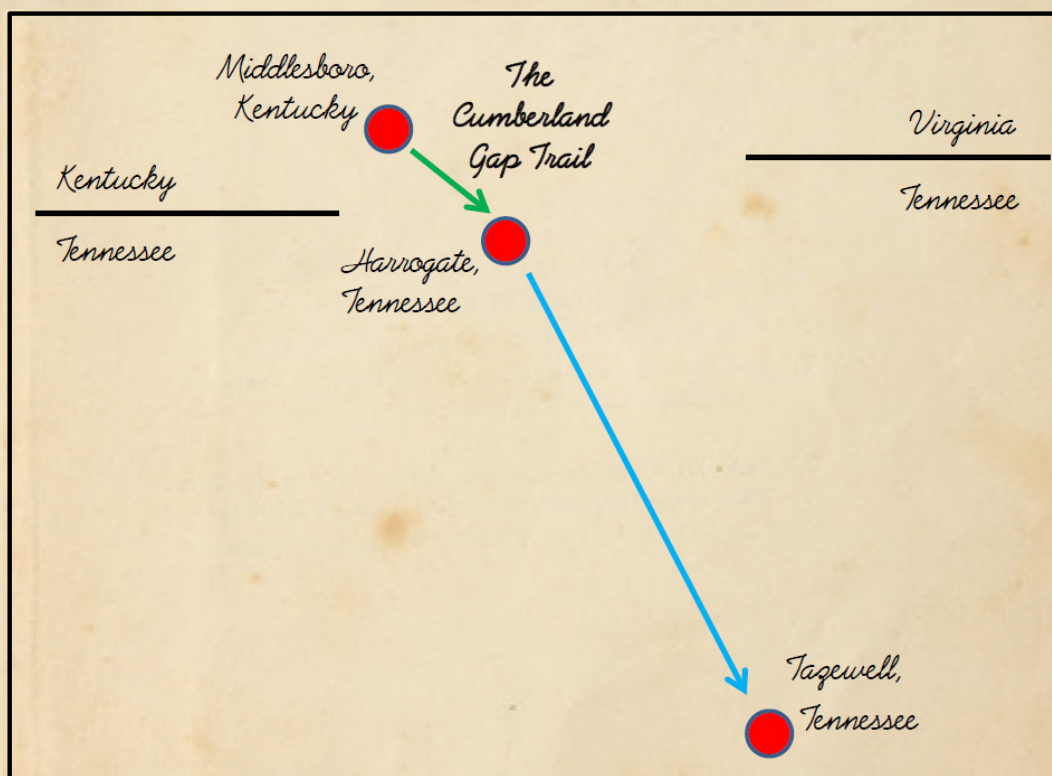 Middlesboro,
Kentucky
The
Cumberland
Gap Trail
Virginia
Tennessee
Kentucky
Tennessee
Harrogate,
Tennessee
Tazewell,
Tennessee